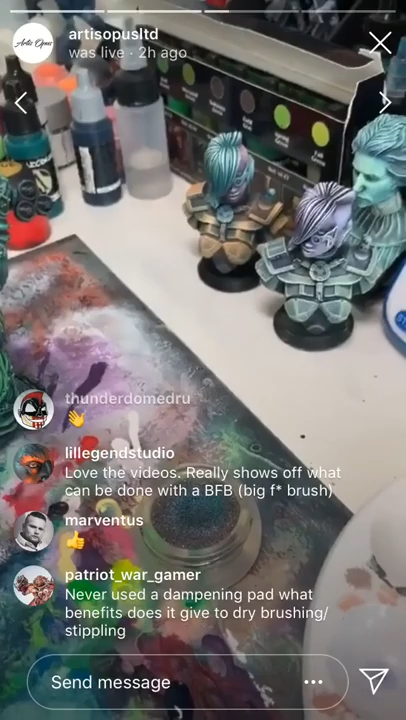 artisopusltd
was live · 2h ago
Artis Opus
thunderdomedru
👋
lillegendstudio
Love the videos. Really shows off what
can be done with a BFB (big f* brush)
marventus
👍
patriot_war_gamer
Never used a dampening pad what
benefits does it give to dry brushing/
stippling
Send message